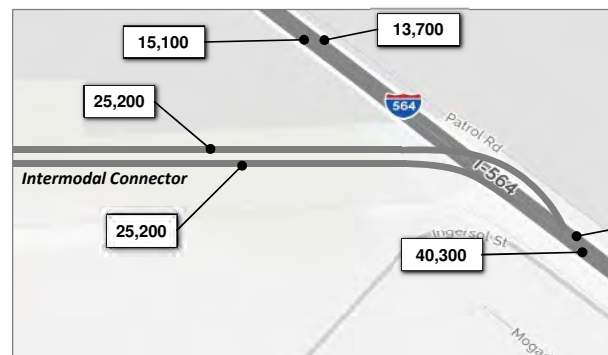 15,100
13,700
25,200
564
Patrol Rd
I-564
Intermodal Connector
25,200
Ingersol St
40,300